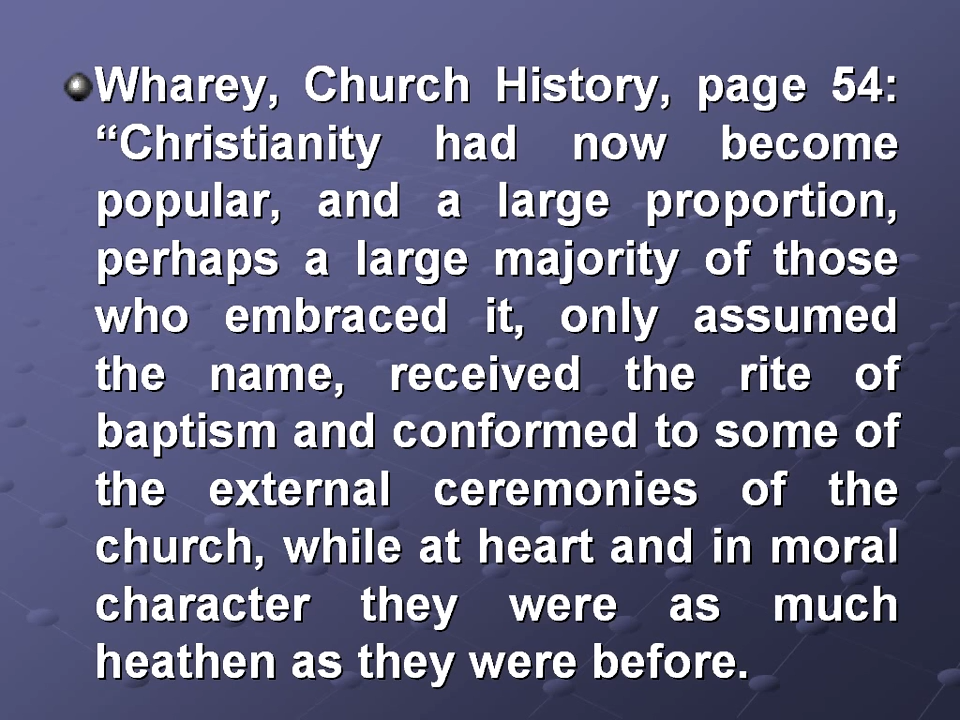 Wharey, Church History, page 54:
“Christianity had now become
popular, and a large proportion,
perhaps a large majority of those
who embraced it, only assumed
the name, received the rite of
baptism and conformed to some of
the external ceremonies of the
church, while at heart and in moral
character they were as much
heathen as they were before.